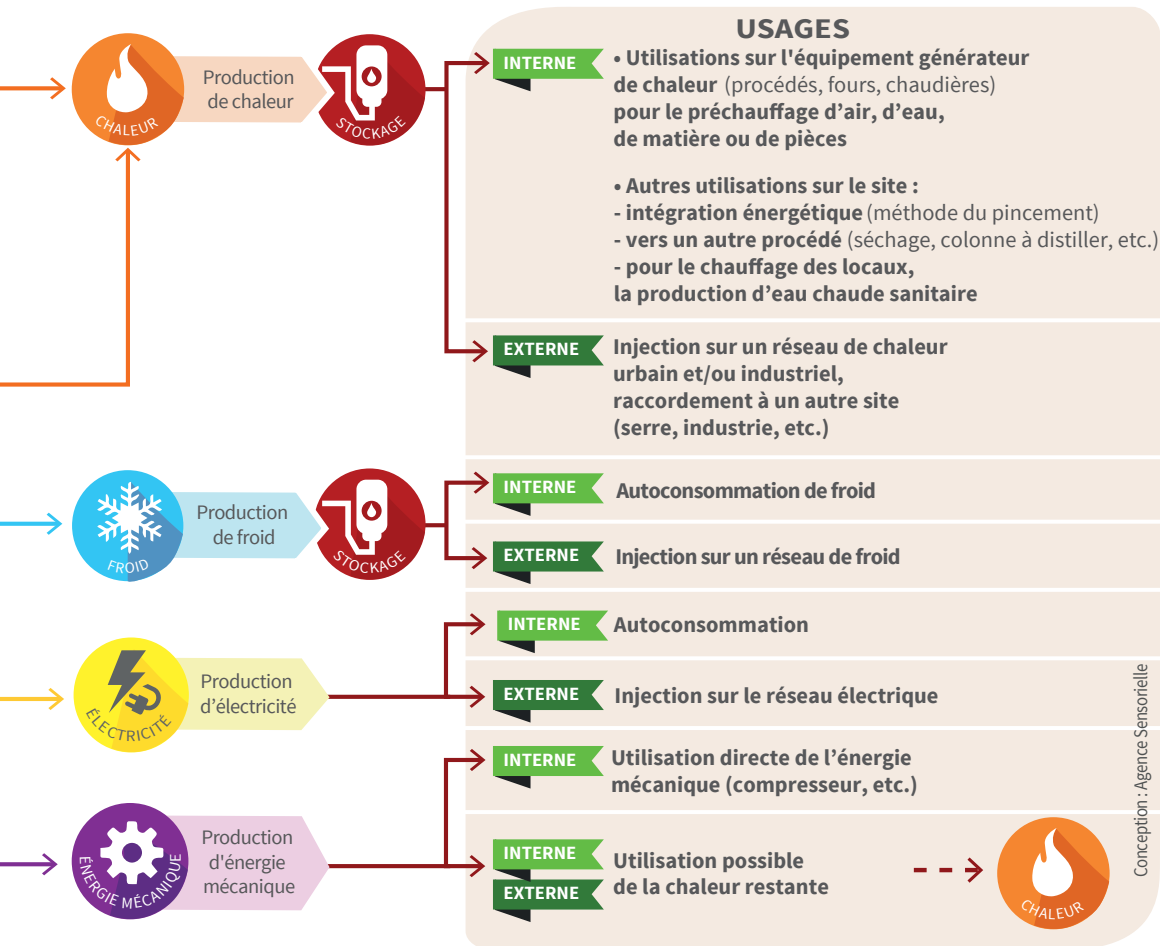 USAGES
CHALEUR
Production
de chaleur
STOCKAGE
INTERNE
• Utilisations sur l'équipement générateur
de chaleur (procédés, fours, chaudières)
pour le préchauffage d’air, d’eau,
de matière ou de pièces
• Autres utilisations sur le site :
- intégration énergétique (méthode du pincement)
- vers un autre procédé (séchage, colonne à distiller, etc.)
- pour le chauffage des locaux,
la production d’eau chaude sanitaire
EXTERNE
Injection sur un réseau de chaleur
urbain et/ou industriel,
raccordement à un autre site
(serre, industrie, etc.)
FROID
Production
de froid
STOCKAGE
INTERNE
Autoconsommation de froid
EXTERNE
Injection sur un réseau de froid
ÉLECTRICITÉ
Production
d’électricité
INTERNE
Autoconsommation
EXTERNE
Injection sur le réseau électrique
ÉNERGIE MÉCANIQUE
Production
d'énergie
mécanique
INTERNE
Utilisation directe de l’énergie
mécanique (compresseur, etc.)
INTERNE
EXTERNE
Utilisation possible
de la chaleur restante
CHALEUR
Conception : Agence Sensorielle